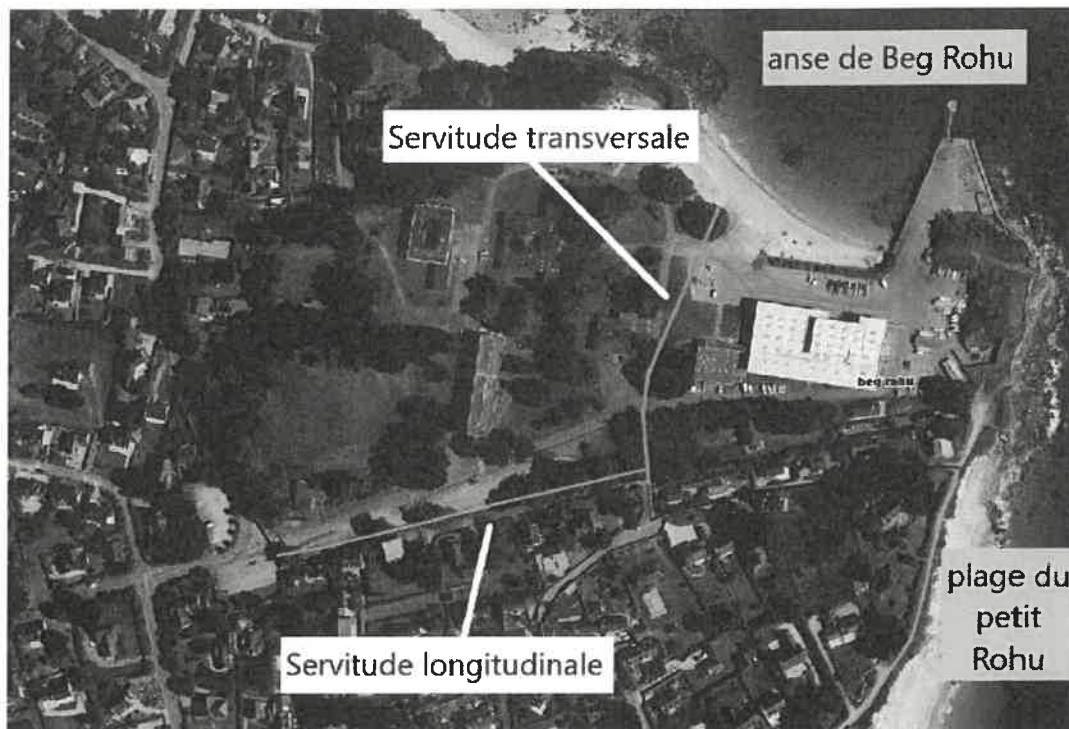 anse de Beg Rohu
Servitude transversale
beg rohu
plage du
petit
Rohu
Servitude longitudinale